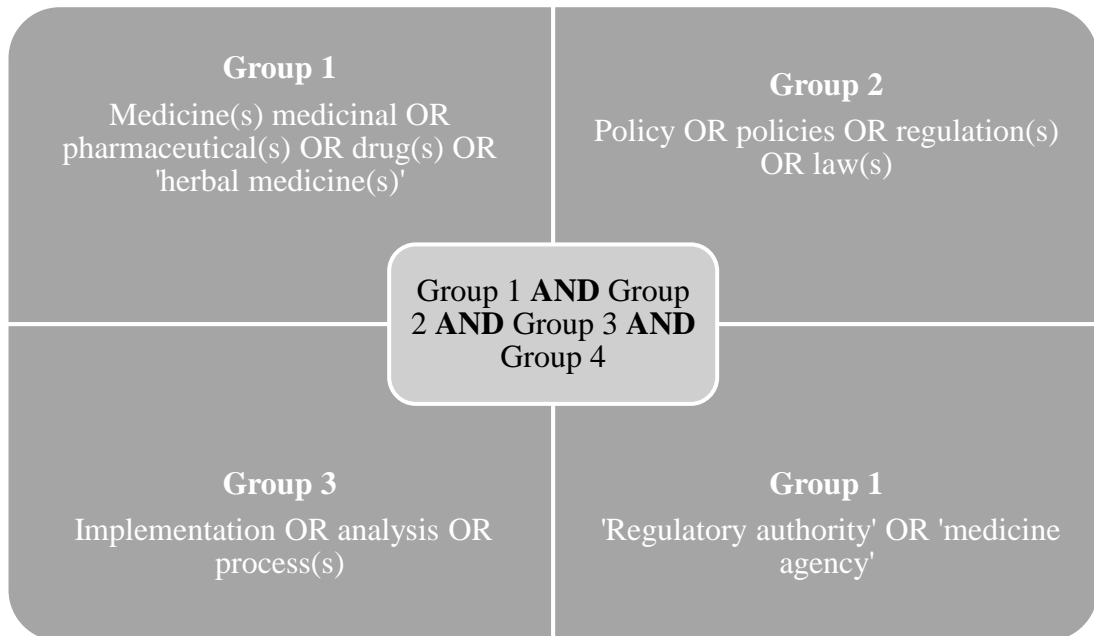 Group 1
Medicine(s) medicinal OR
pharmaceutical(s) OR drug(s) OR
'herbal medicine(s)'
Group 2
Policy OR policies OR regulation(s)
OR law(s)
Group 1 AND Group
2 AND Group 3 AND
Group 4
Group 3
Implementation OR analysis OR
process(s)
Group 1
'Regulatory authority' OR 'medicine
agency'